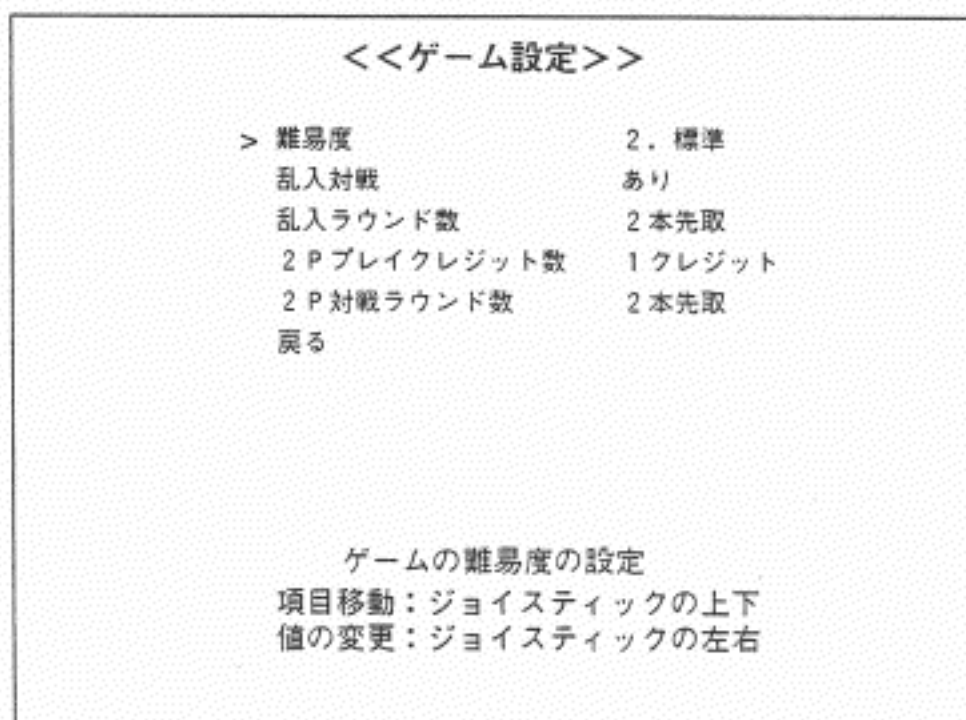 <<ゲーム設定>>
> 難易度 2．標準
乱入対戦 あり
乱入ラウンド数 2本先取
2Pプレイクレジット数 1クレジット
2P対戦ラウンド数 2本先取
戻る
ゲームの難易度の設定
項目移動：ジョイスティックの上下
値の変更：ジョイスティックの左右